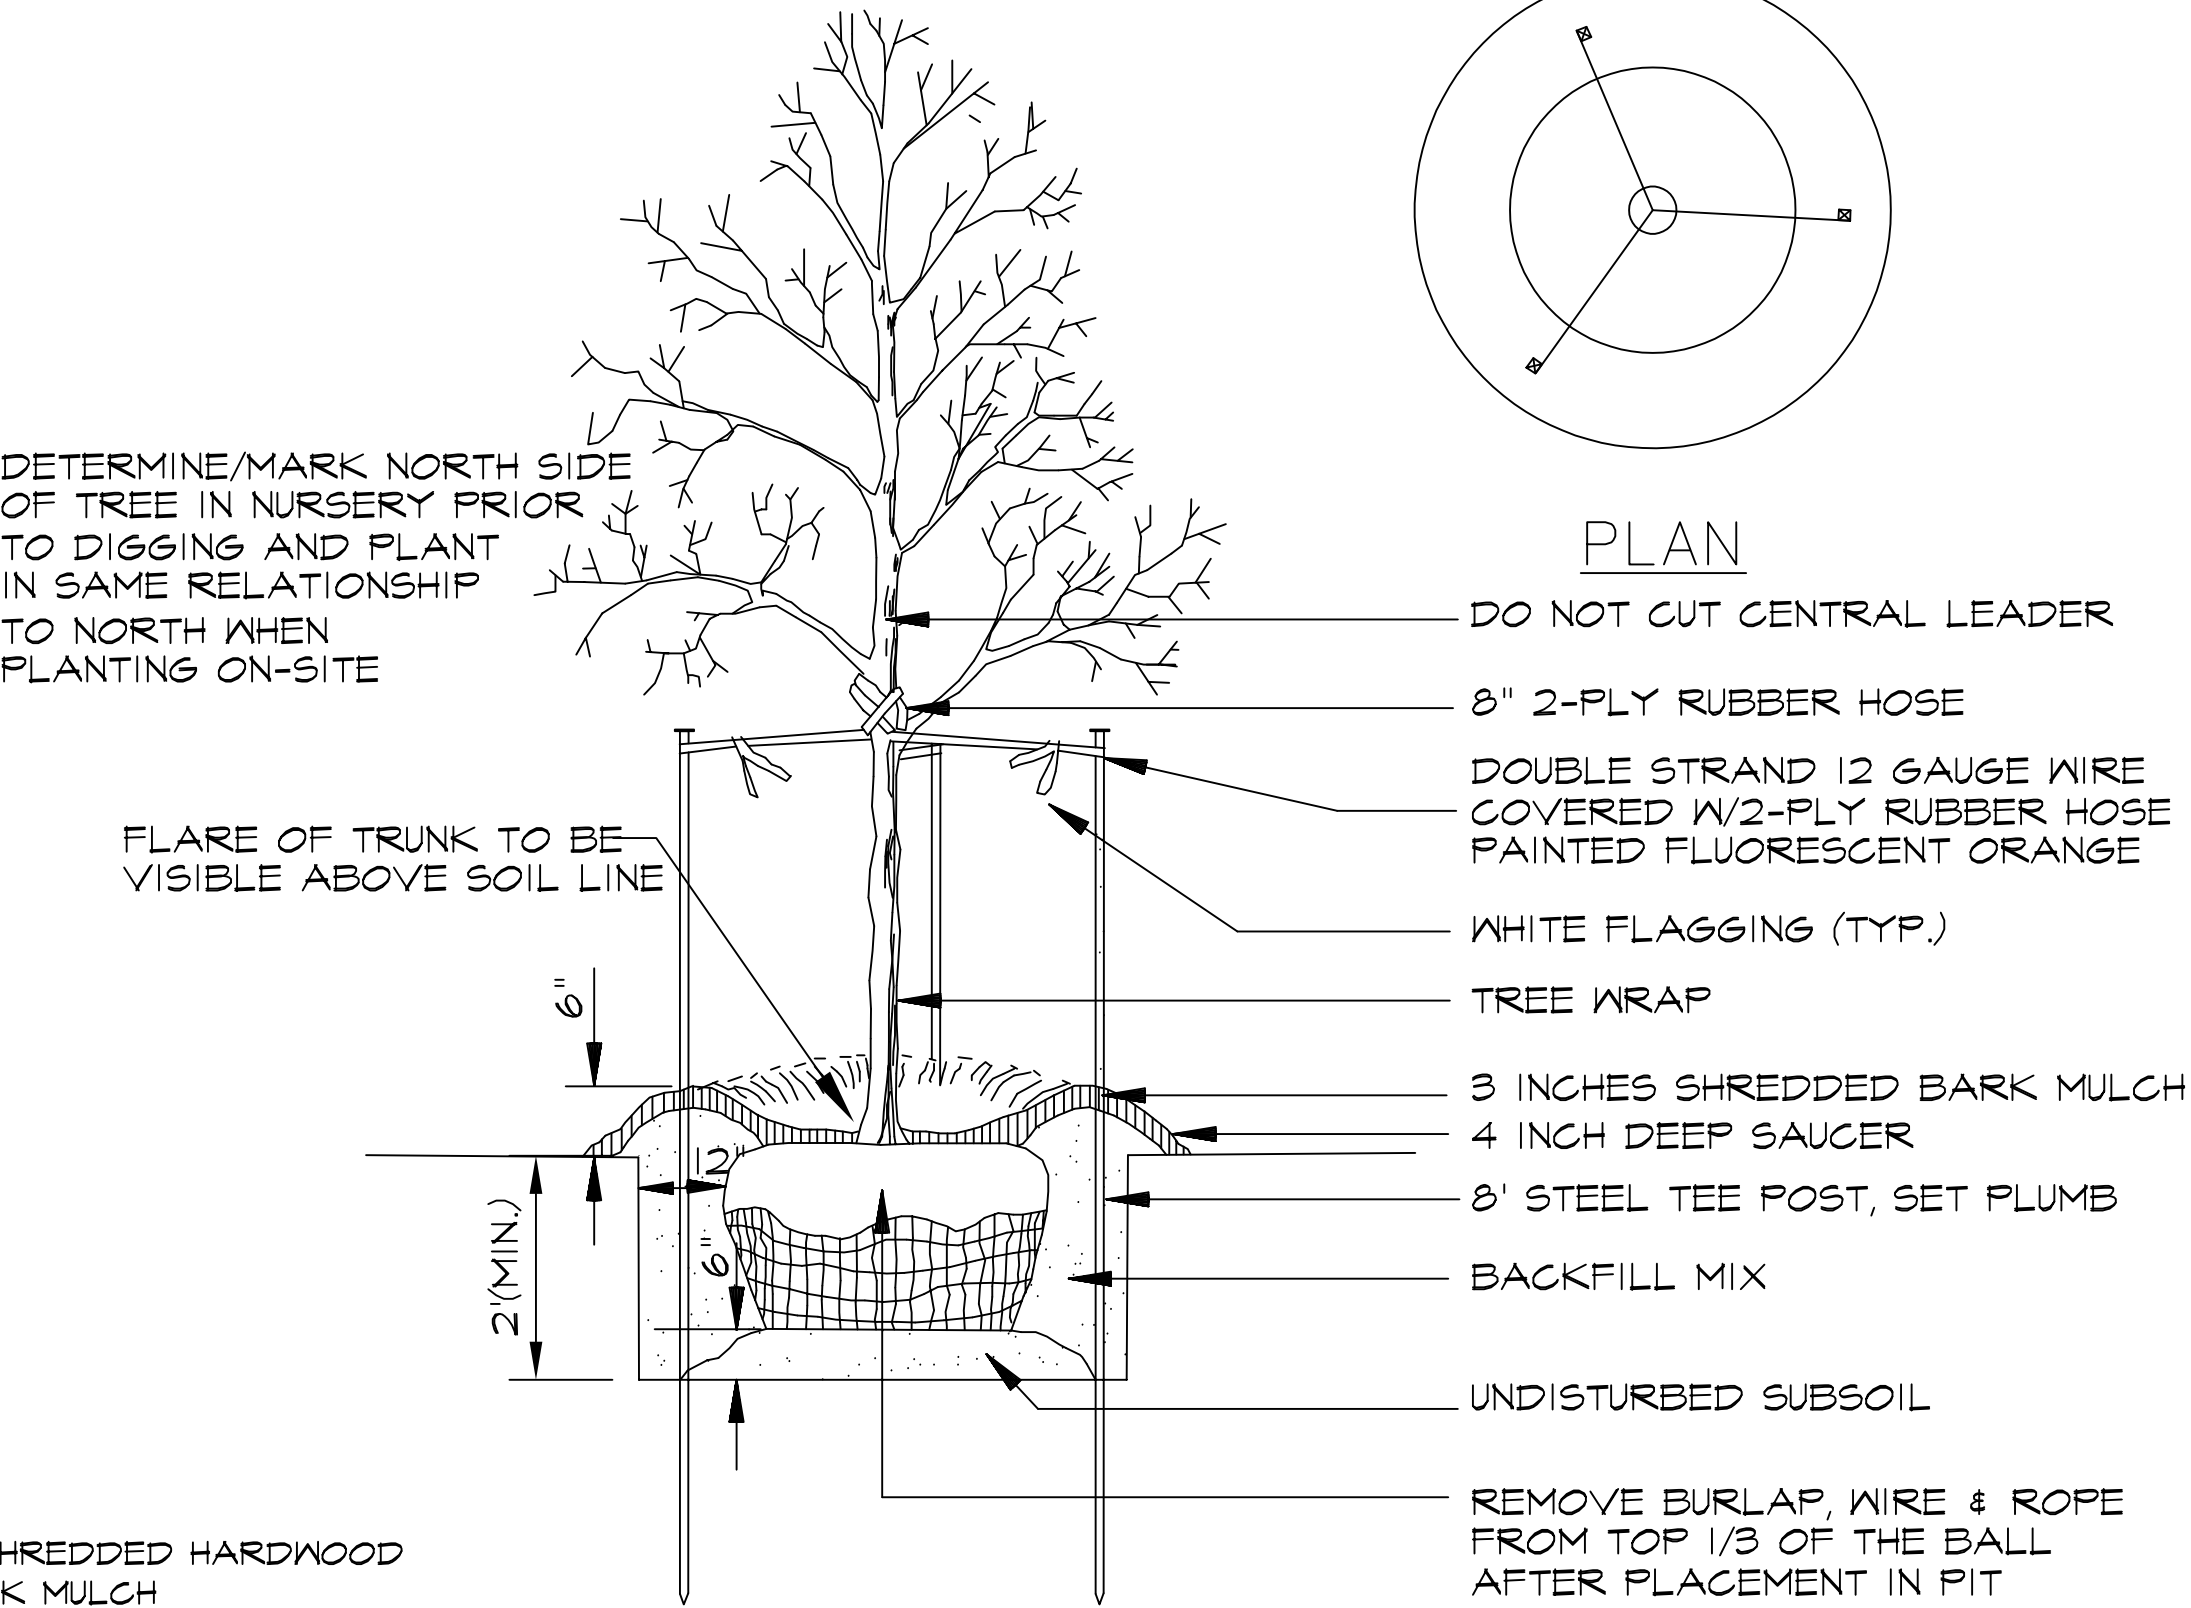 DETERMINE/MARK NORTH SIDE
OF TREE IN NURSERY PRIOR
TO DIGGING AND PLANT
IN SAME RELATIONSHIP
TO NORTH WHEN
PLANTING ON-SITE
FLARE OF TRUNK TO BE
VISIBLE ABOVE SOIL LINE
6"
12"
2'(MIN.)
6"
HREDDED HARDWOOD
K MULCH
PLAN
DO NOT CUT CENTRAL LEADER
8" 2-PLY RUBBER HOSE
DOUBLE STRAND 12 GAUGE WIRE
COVERED W/2-PLY RUBBER HOSE
PAINTED FLUORESCENT ORANGE
WHITE FLAGGING (TYP.)
TREE WRAP
3 INCHES SHREDDED BARK MULCH
4 INCH DEEP SAUCER
8' STEEL TEE POST, SET PLUMB
BACKFILL MIX
UNDISTURBED SUBSOIL
REMOVE BURLAP, WIRE & ROPE
FROM TOP 1/3 OF THE BALL
AFTER PLACEMENT IN PIT